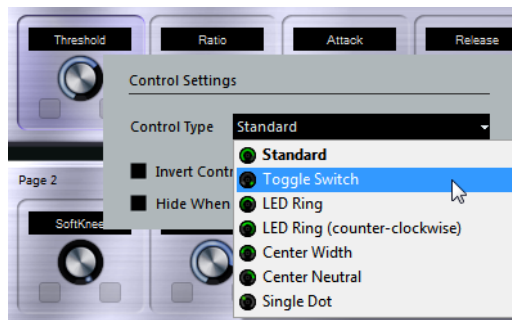 Threshold Ratio Attack Release
Control Settings
Control Type Standard
Standard
Invert Contr
Toggle Switch
Page 2
Hide When
LED Ring
SoftKnee
LED Ring (counter-clockwise)
Center Width
Center Neutral
Single Dot